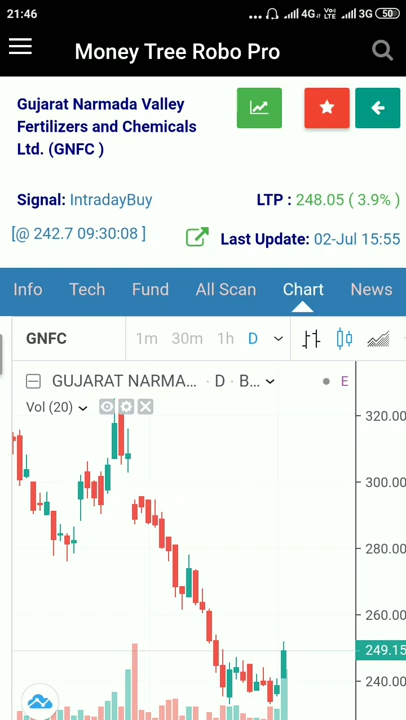 21:46
... 4G Vo) LTE 3G 50
Money Tree Robo Pro
Gujarat Narmada Valley
Fertilizers and Chemicals
Ltd. (GNFC )
Signal: IntradayBuy
LTP : 248.05 ( 3.9% )
[@ 242.7 09:30:08 ]
Last Update: 02-Jul 15:55
Info Tech Fund All Scan Chart News
GNFC 1m 30m 1h D
GUJARAT NARMA... · D · B... E
Vol (20)
320.00
300.00
280.00
260.00
249.15
240.00